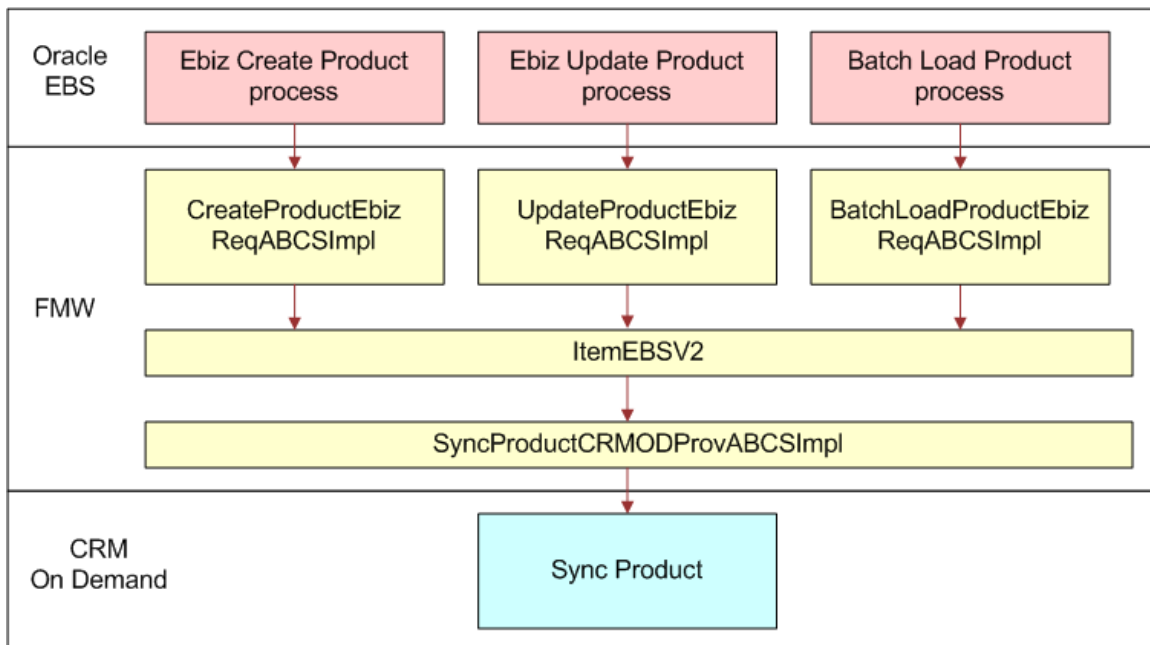 Oracle
EBS
Ebiz Create Product
process
Ebiz Update Product
process
Batch Load Product
process
FMW
CreateProductEbiz
ReqABCSImpl
UpdateProductEbiz
ReqABCSImpl
BatchLoadProductEbiz
ReqABCSImpl
ItemEBSV2
SyncProductCRMODProvABCSImpl
CRM
On Demand
Sync Product